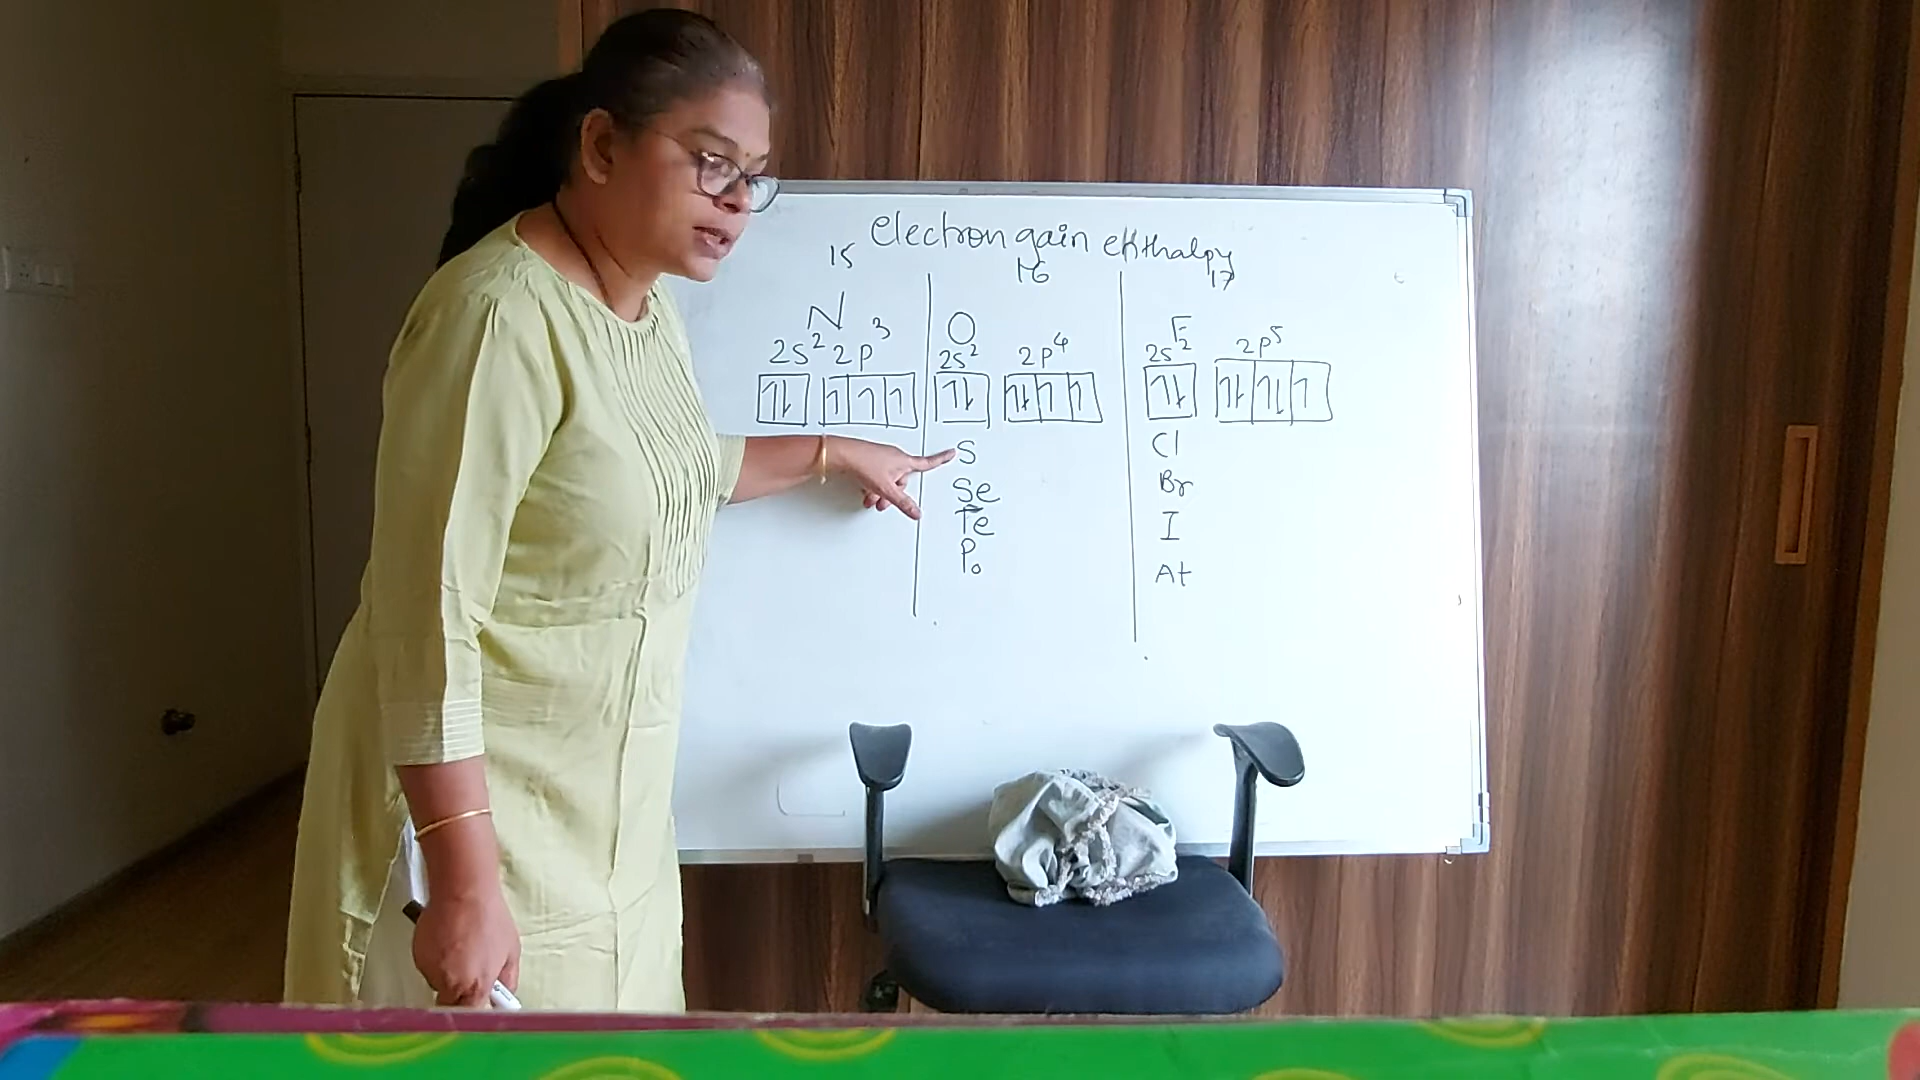 electron gain enthalpy
15 16 17
N
2s² 2p³
⥮ ↿ ↿ ↿
O
2s² 2p⁴
⥮ ⥮ ↿ ↿
S
Se
Te
Po
F
2s² 2p⁵
⥮ ⥮ ⥮ ↿
Cl
Br
I
At